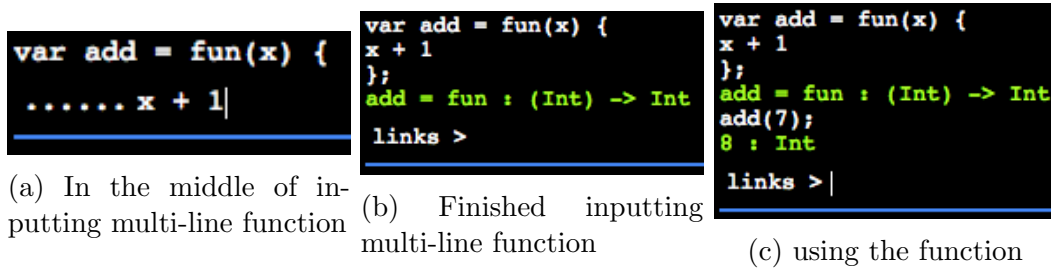 var add = fun(x) {
...... x + 1
(a) In the middle of in-
putting multi-line function
var add = fun(x) {
x + 1
};
add = fun : (Int) -> Int
links >
(b) Finished inputting
multi-line function
var add = fun(x) {
x + 1
};
add = fun : (Int) -> Int
add(7);
8 : Int
links >
(c) using the function